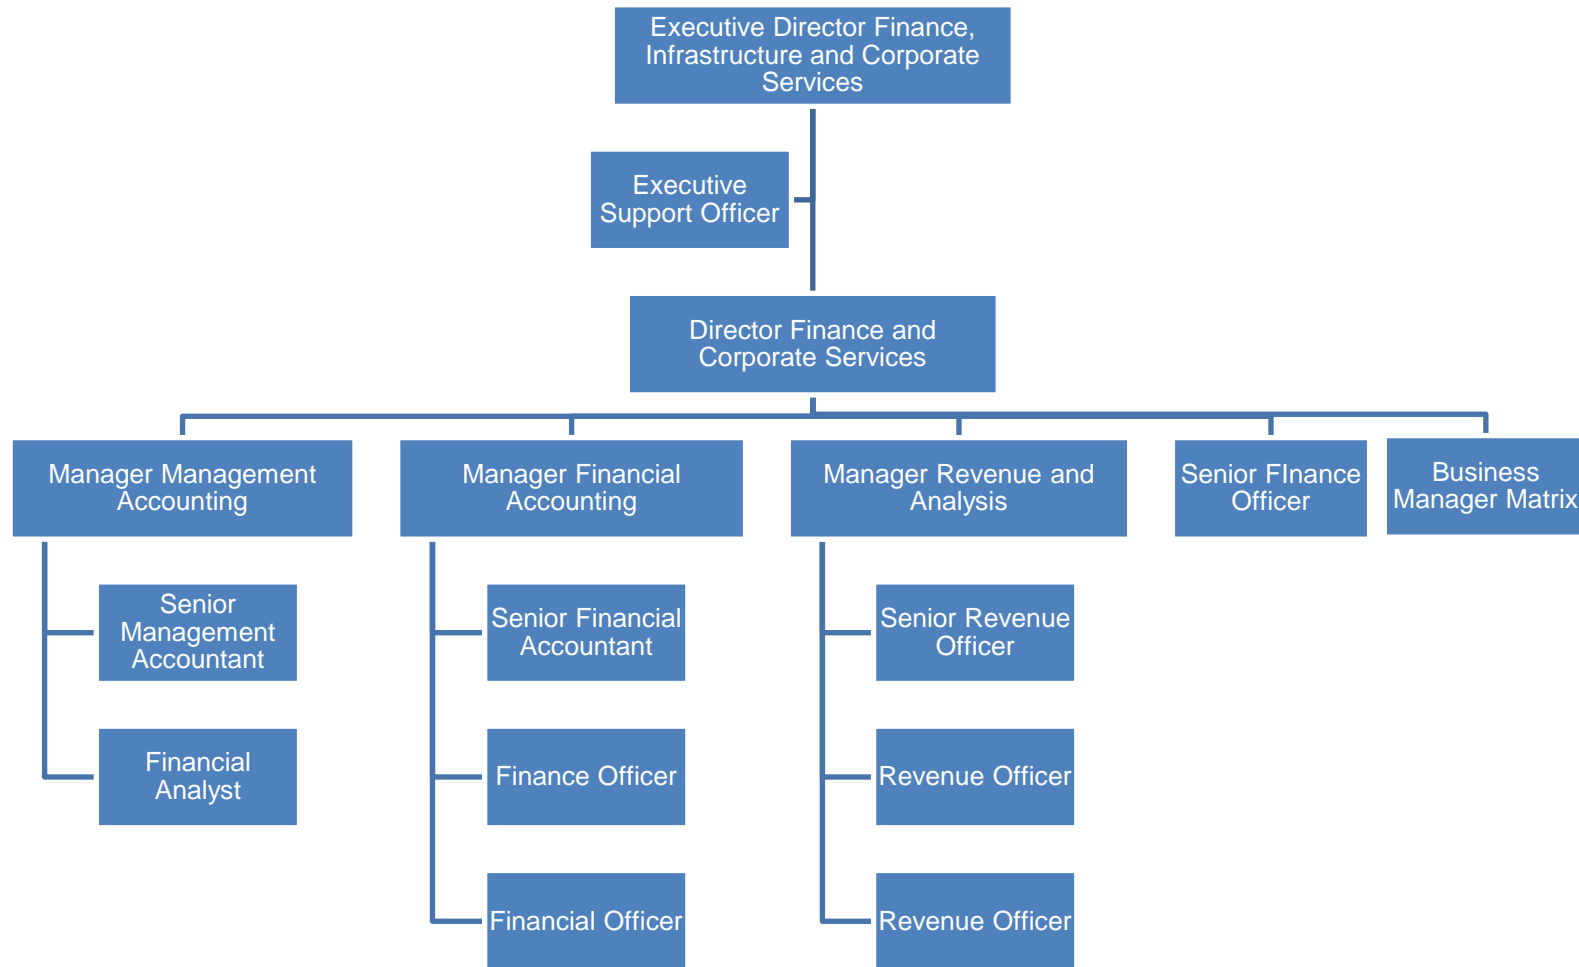 Executive Director Finance,
Infrastructure and Corporate
Services
Executive
Support Officer
Director Finance and
Corporate Services
Manager Management
Accounting
Manager Financial
Accounting
Manager Revenue and
Analysis
Senior FInance
Officer
Business
Manager Matrix
Senior
Management
Accountant
Senior Financial
Accountant
Senior Revenue
Officer
Financial
Analyst
Finance Officer
Revenue Officer
Financial Officer
Revenue Officer